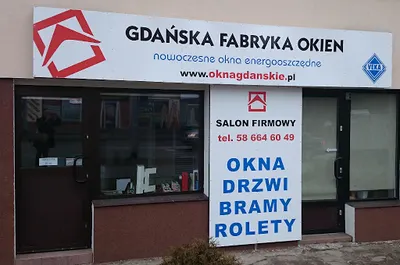 GDAŃSKA FABRYKA OKIEN
nowoczesne okna energooszczędne
www.oknagdanskie.pl
VEKA
SALON FIRMOWY
tel. 58 664 60 49
OKNA
DRZWI
BRAMY
ROLETY